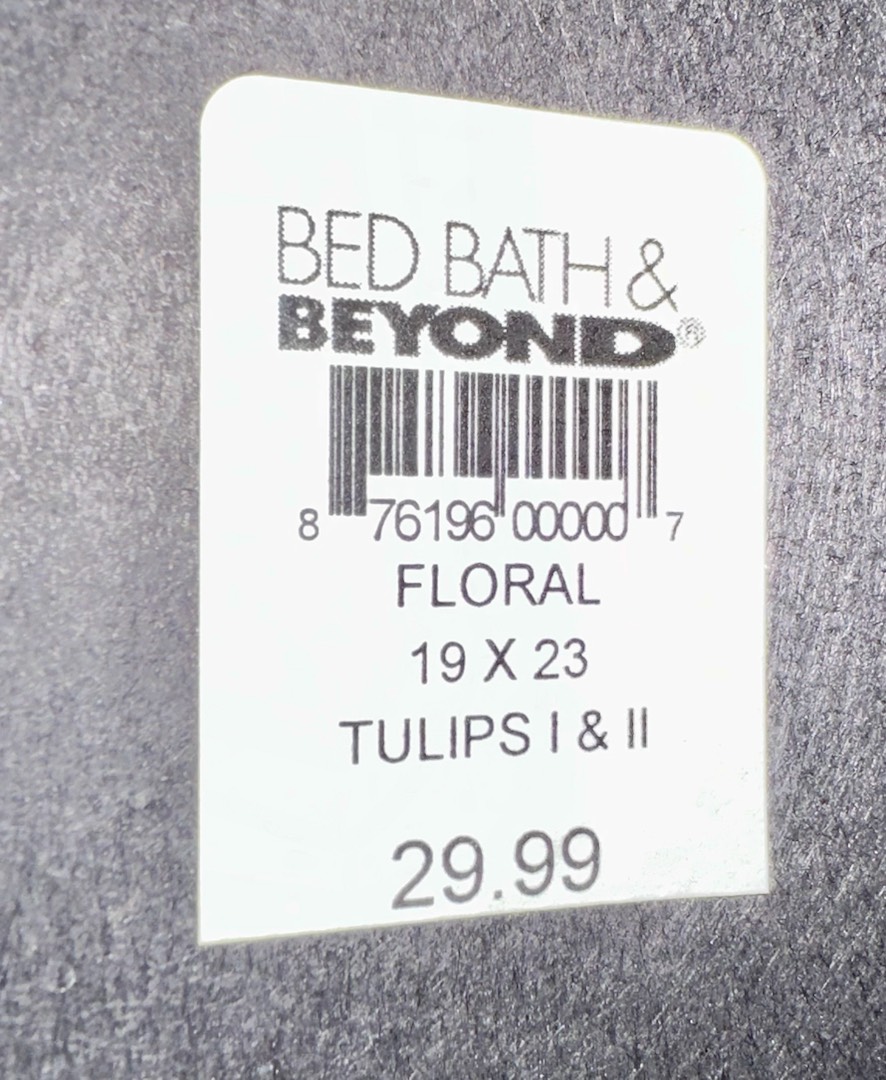 BED BATH &
BEYOND®
8 76196 00000 7
FLORAL
19 X 23
TULIPS I & II
29.99